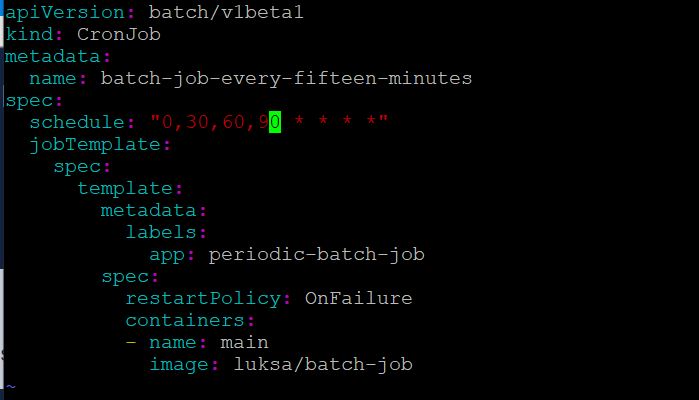 apiVersion: batch/v1beta1
kind: CronJob
metadata:
  name: batch-job-every-fifteen-minutes
spec:
  schedule: "0,30,60,90 * * * *"
  jobTemplate:
    spec:
      template:
        metadata:
          labels:
            app: periodic-batch-job
        spec:
          restartPolicy: OnFailure
          containers:
          - name: main
            image: luksa/batch-job
~